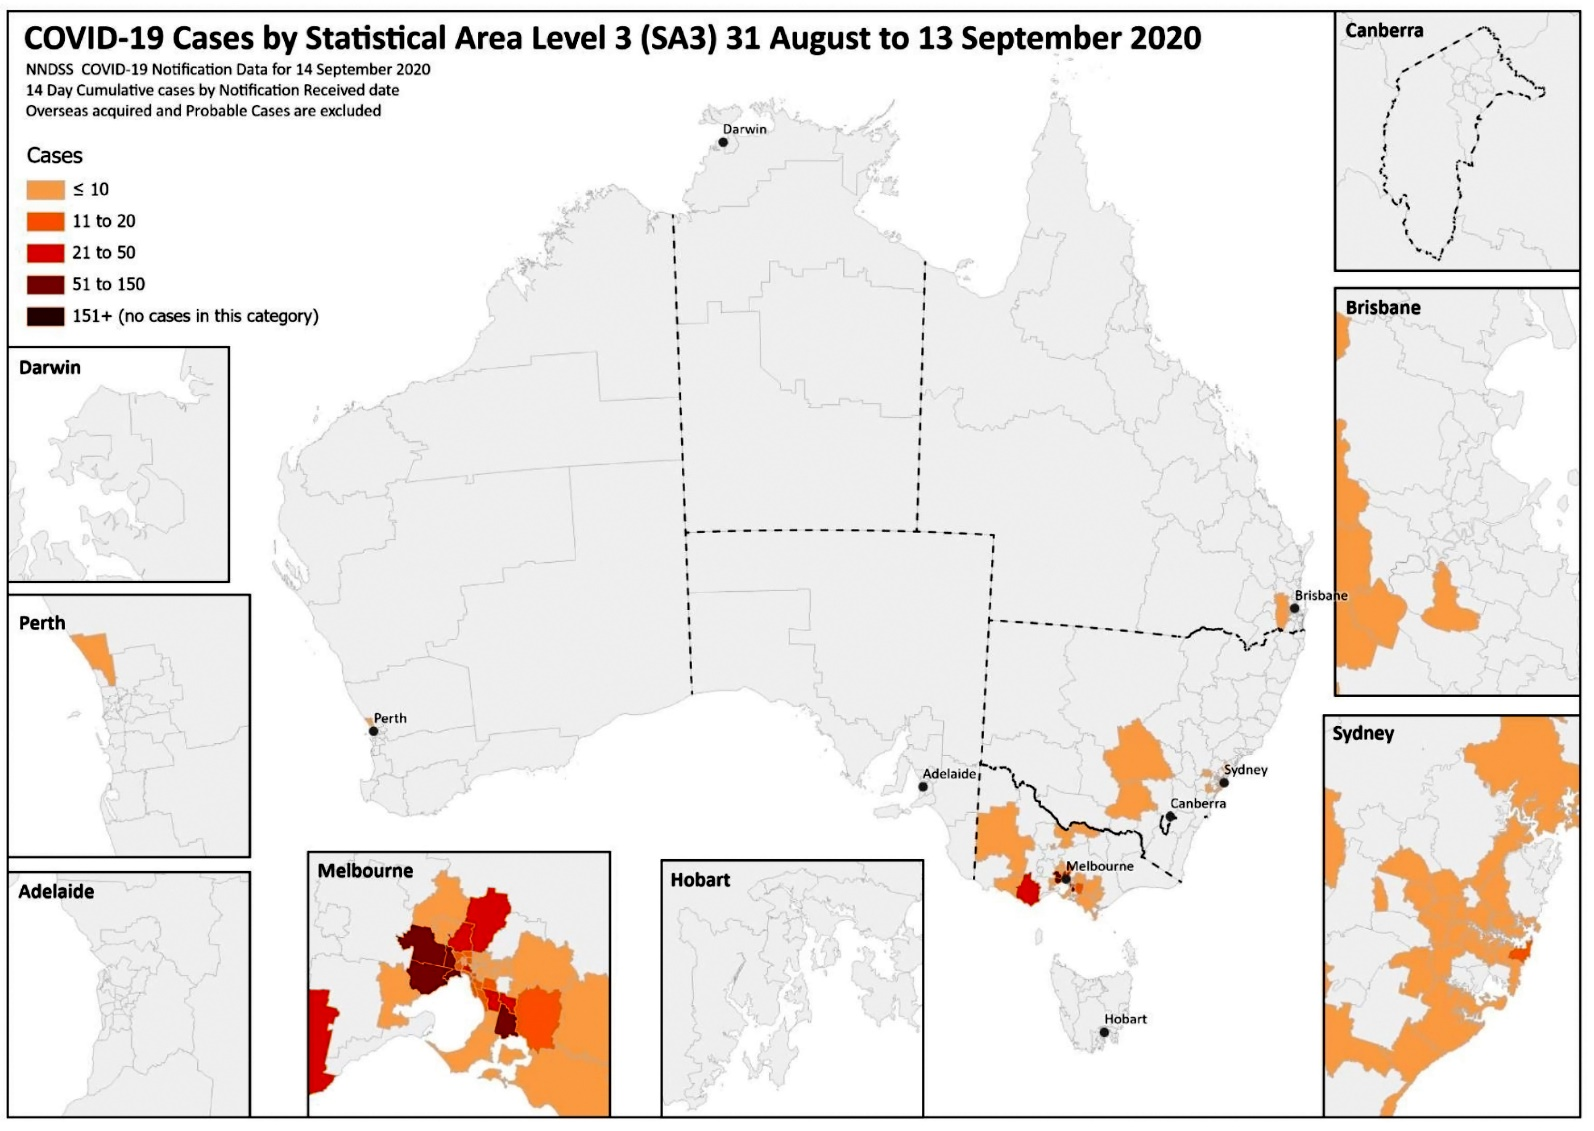 COVID-19 Cases by Statistical Area Level 3 (SA3) 31 August to 13 September 2020
NNDSS COVID-19 Notification Data for 14 September 2020
14 Day Cumulative cases by Notification Received date
Overseas acquired and Probable Cases are excluded
Cases
≤ 10
11 to 20
21 to 50
51 to 150
151+ (no cases in this category)
Darwin
Brisbane
Perth
Adelaide
Sydney
Canberra
Melbourne
Hobart
Canberra
Brisbane
Sydney
Darwin
Perth
Adelaide
Melbourne
Hobart